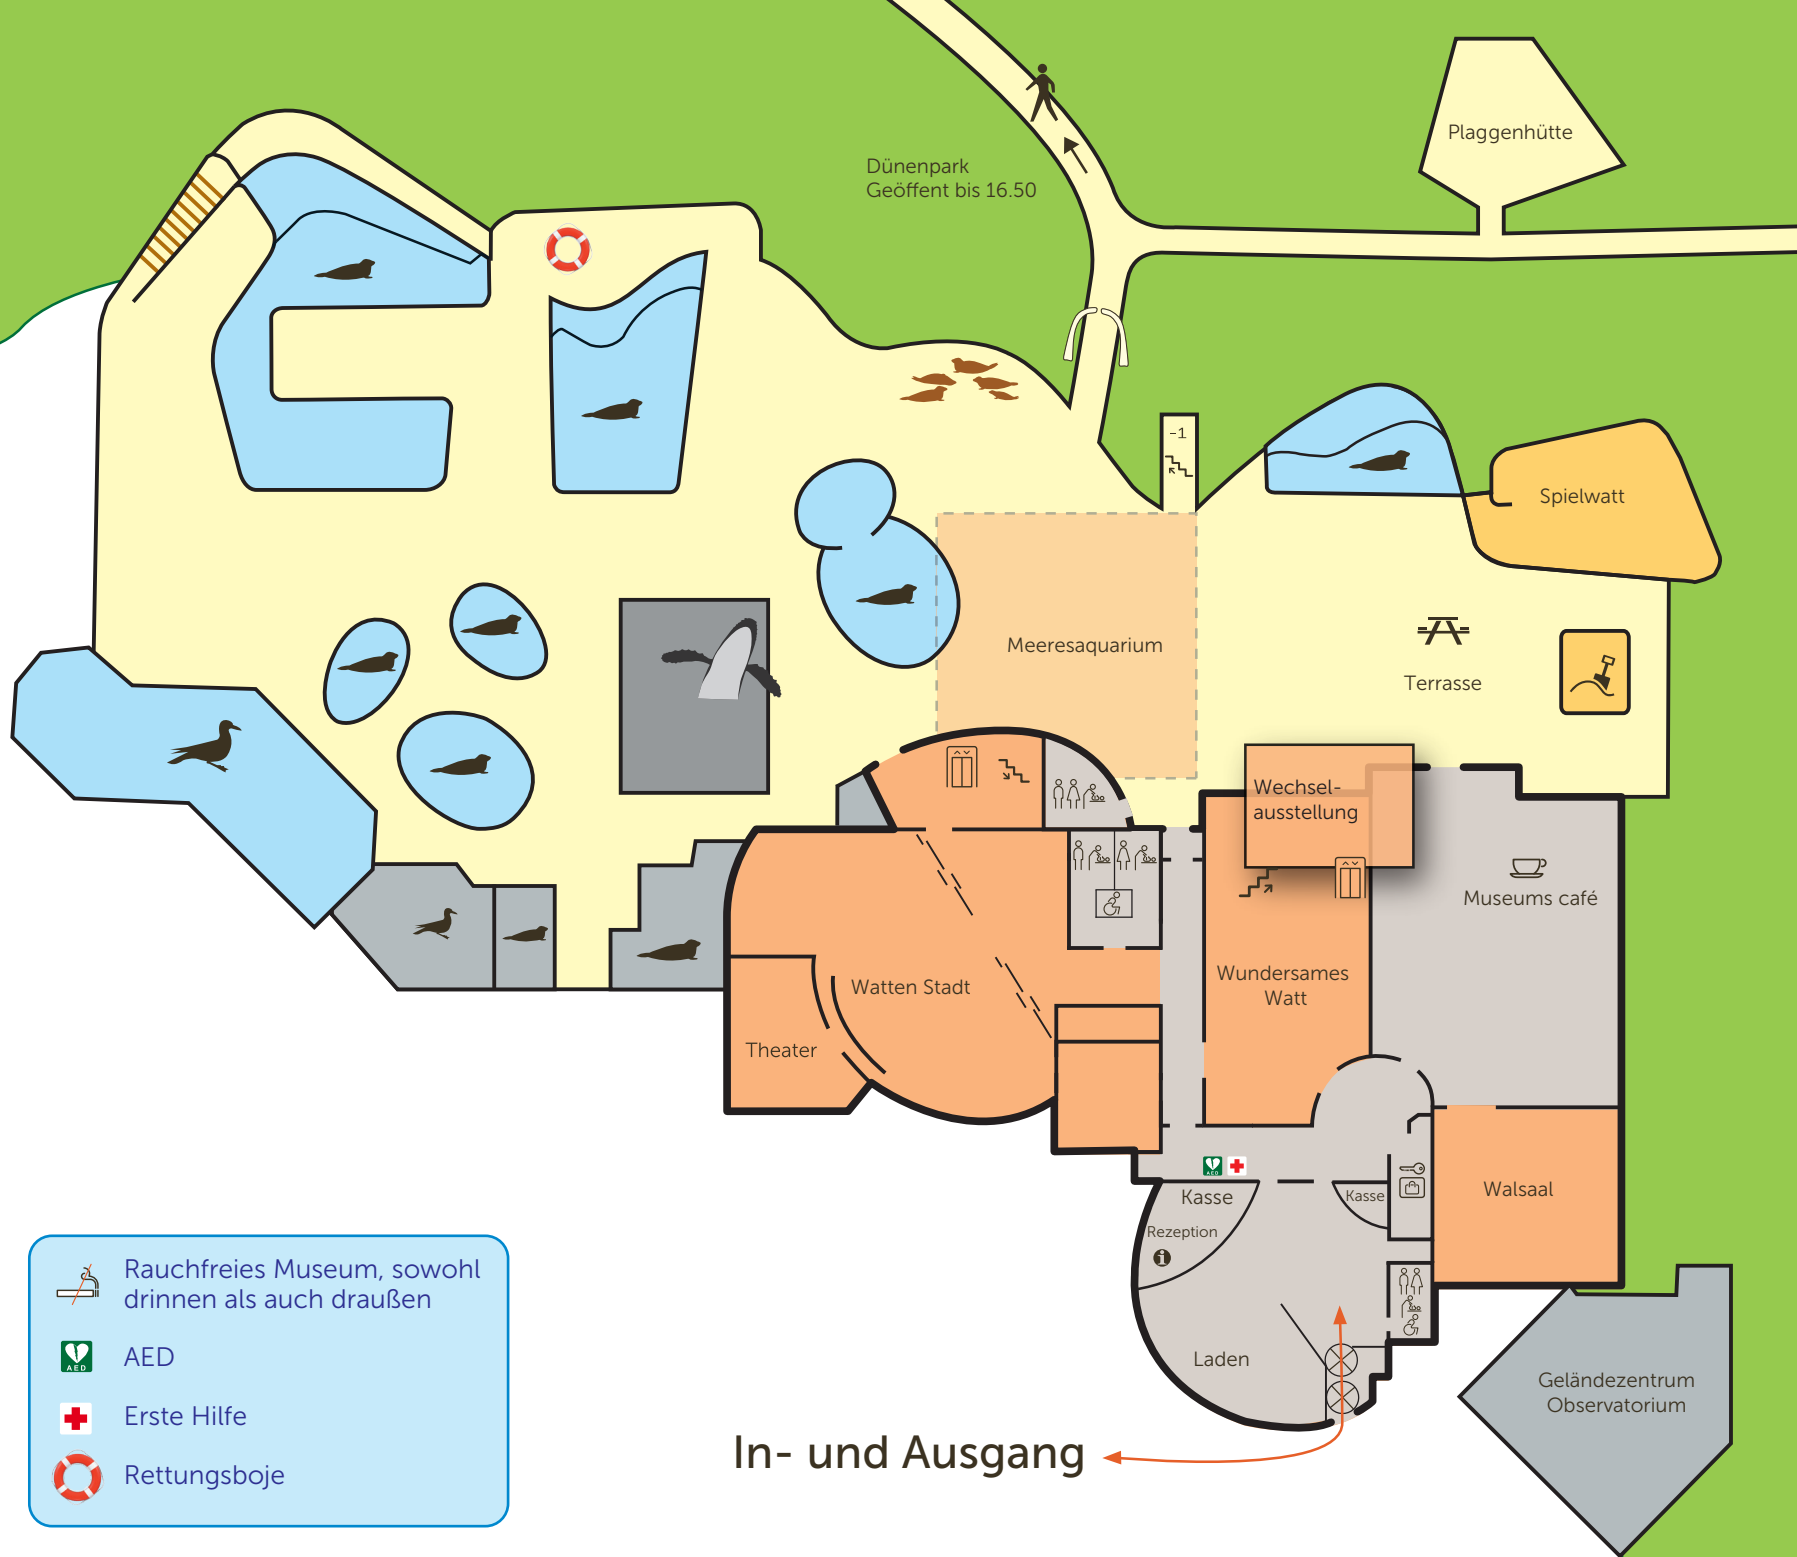 Plaggenhütte
Dünenpark
Geöffent bis 16.50
-1
Spielwatt
Meeresaquarium
Terrasse
Wechsel-
ausstellung
Museums café
Watten Stadt
Wundersames
Watt
Theater
AED
Kasse
Kasse
Rezeption
i
Walsaal
Laden
Geländezentrum
Observatorium
In- und Ausgang
Rauchfreies Museum, sowohl
drinnen als auch draußen
AED
AED
Erste Hilfe
Rettungsboje